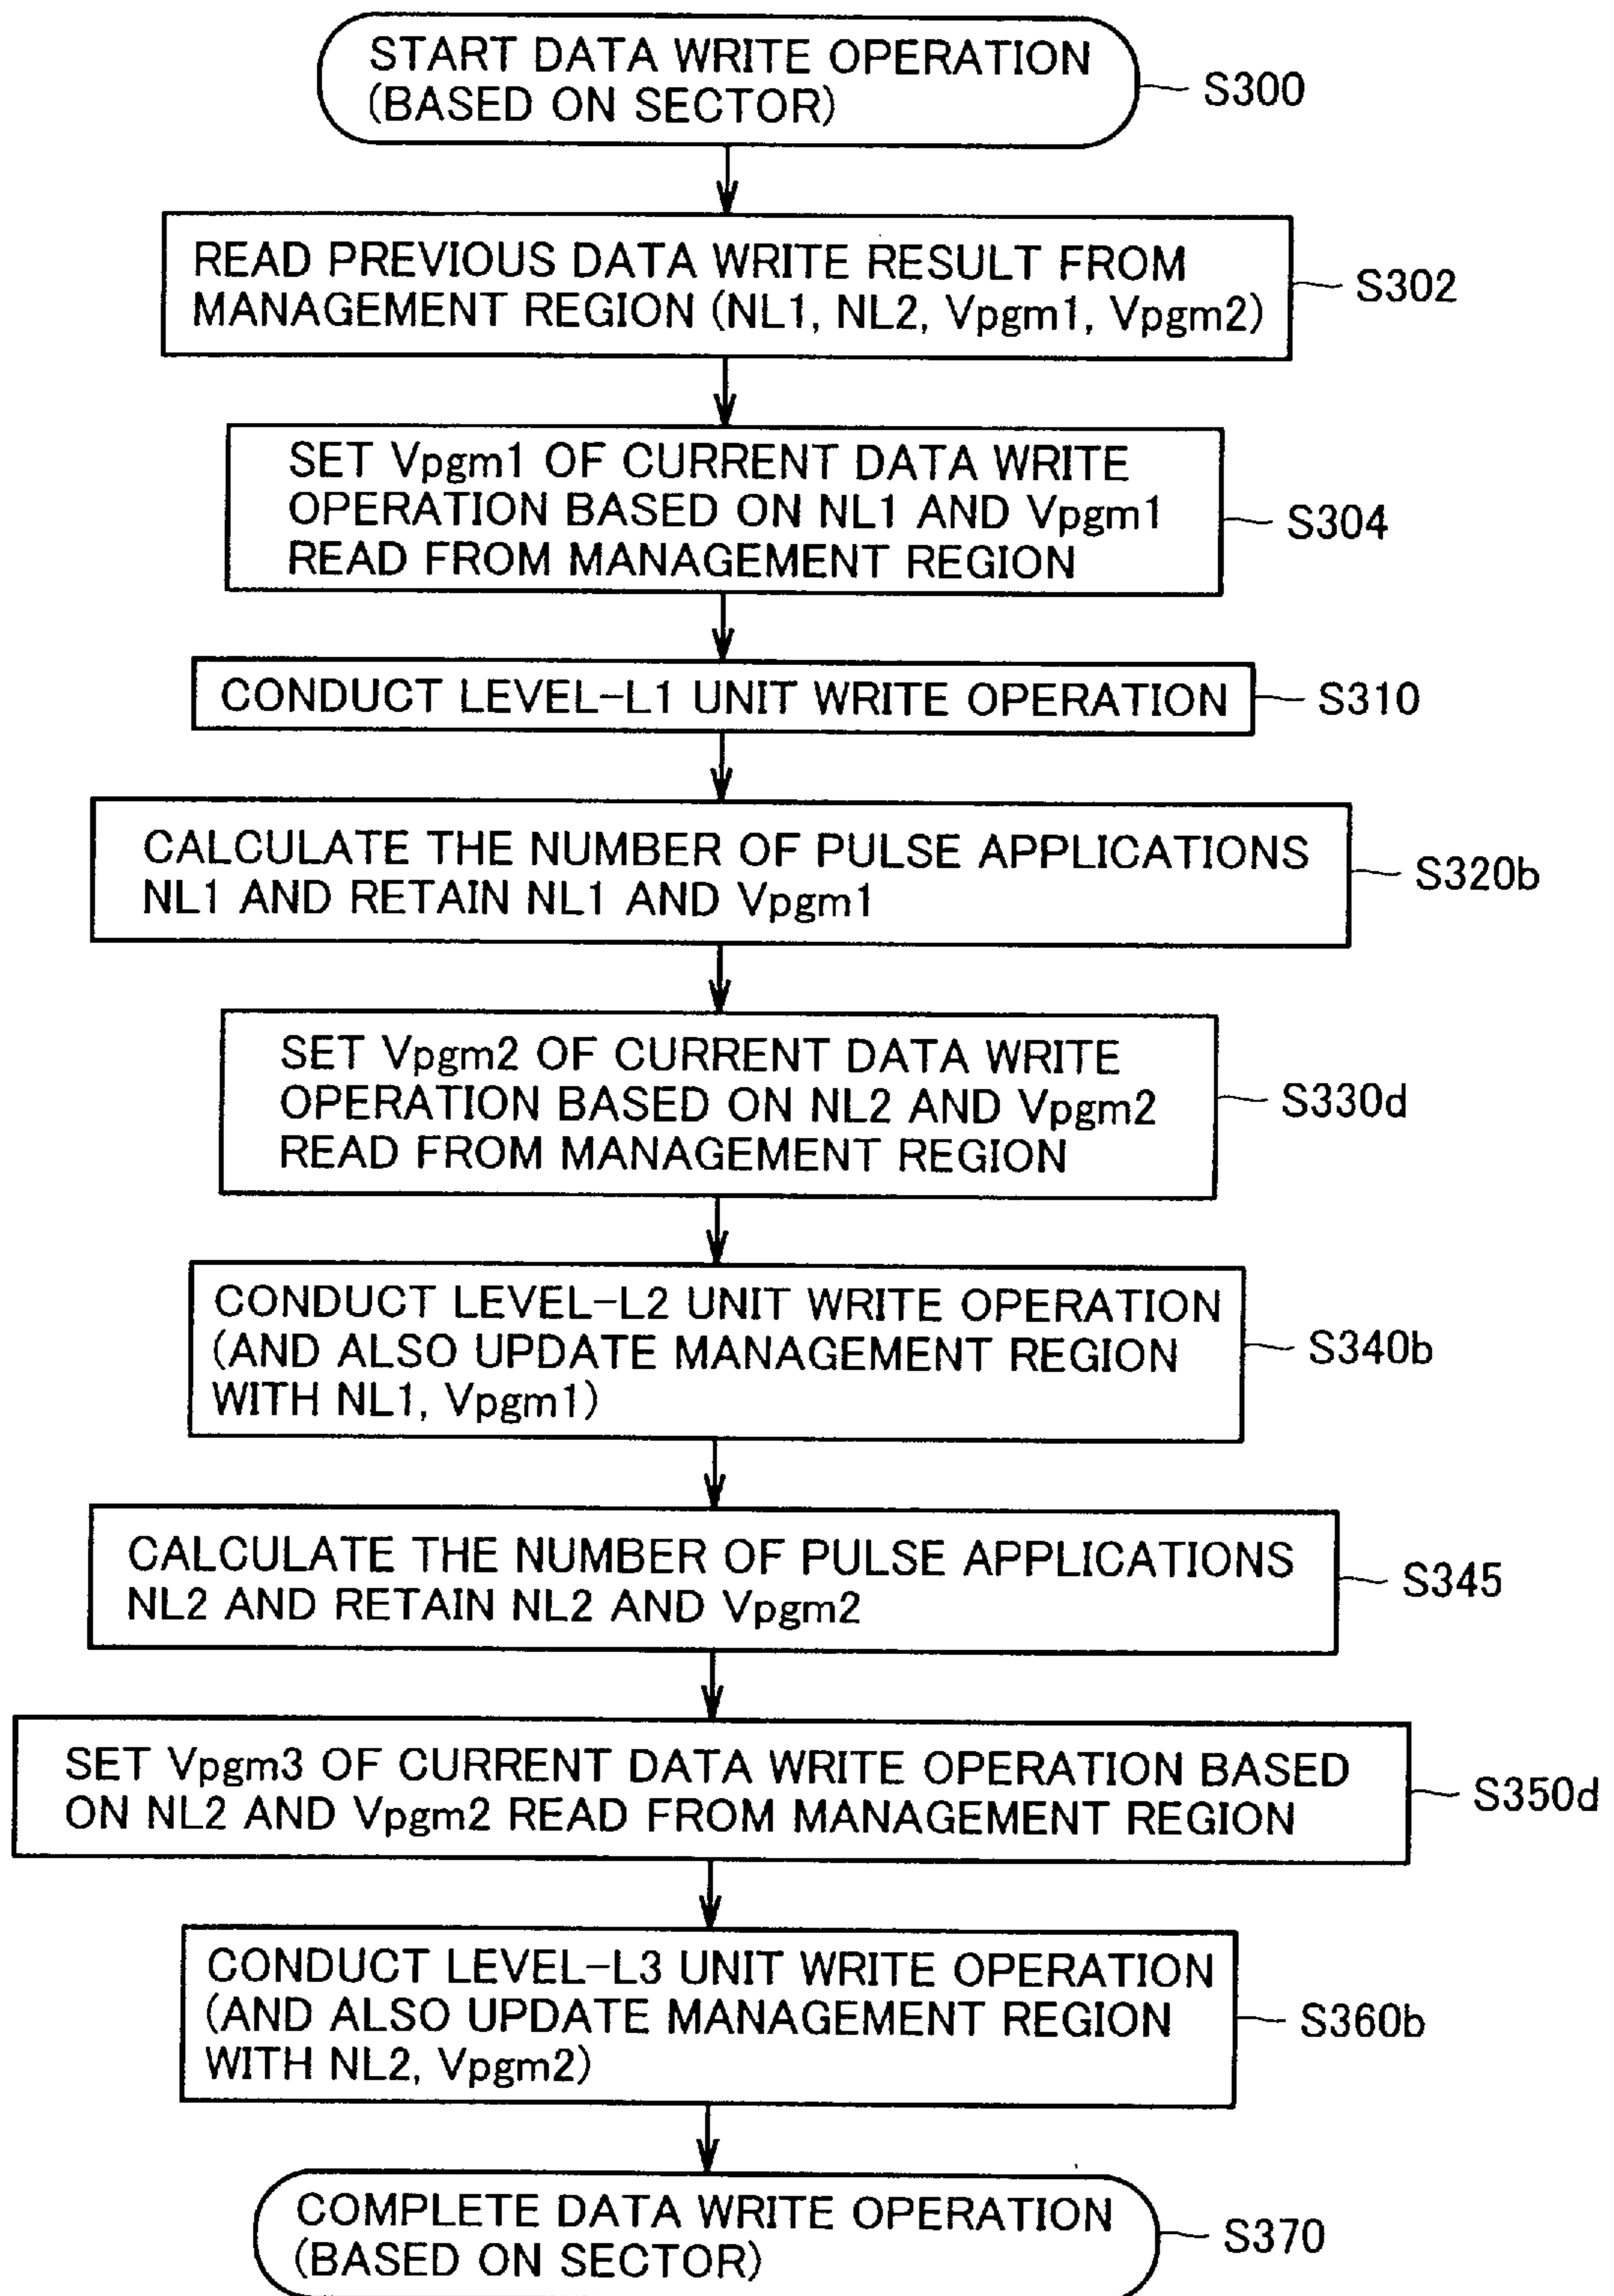 START DATA WRITE OPERATION
(BASED ON SECTOR)
S300
READ PREVIOUS DATA WRITE RESULT FROM
MANAGEMENT REGION (NL1, NL2, Vpgm1, Vpgm2)
S302
SET Vpgm1 OF CURRENT DATA WRITE
OPERATION BASED ON NL1 AND Vpgm1
READ FROM MANAGEMENT REGION
S304
CONDUCT LEVEL-L1 UNIT WRITE OPERATION
S310
CALCULATE THE NUMBER OF PULSE APPLICATIONS
NL1 AND RETAIN NL1 AND Vpgm1
S320b
SET Vpgm2 OF CURRENT DATA WRITE
OPERATION BASED ON NL2 AND Vpgm2
READ FROM MANAGEMENT REGION
S330d
CONDUCT LEVEL-L2 UNIT WRITE OPERATION
(AND ALSO UPDATE MANAGEMENT REGION
WITH NL1, Vpgm1)
S340b
CALCULATE THE NUMBER OF PULSE APPLICATIONS
NL2 AND RETAIN NL2 AND Vpgm2
S345
SET Vpgm3 OF CURRENT DATA WRITE OPERATION BASED
ON NL2 AND Vpgm2 READ FROM MANAGEMENT REGION
S350d
CONDUCT LEVEL-L3 UNIT WRITE OPERATION
(AND ALSO UPDATE MANAGEMENT REGION
WITH NL2, Vpgm2)
S360b
COMPLETE DATA WRITE OPERATION
(BASED ON SECTOR)
S370